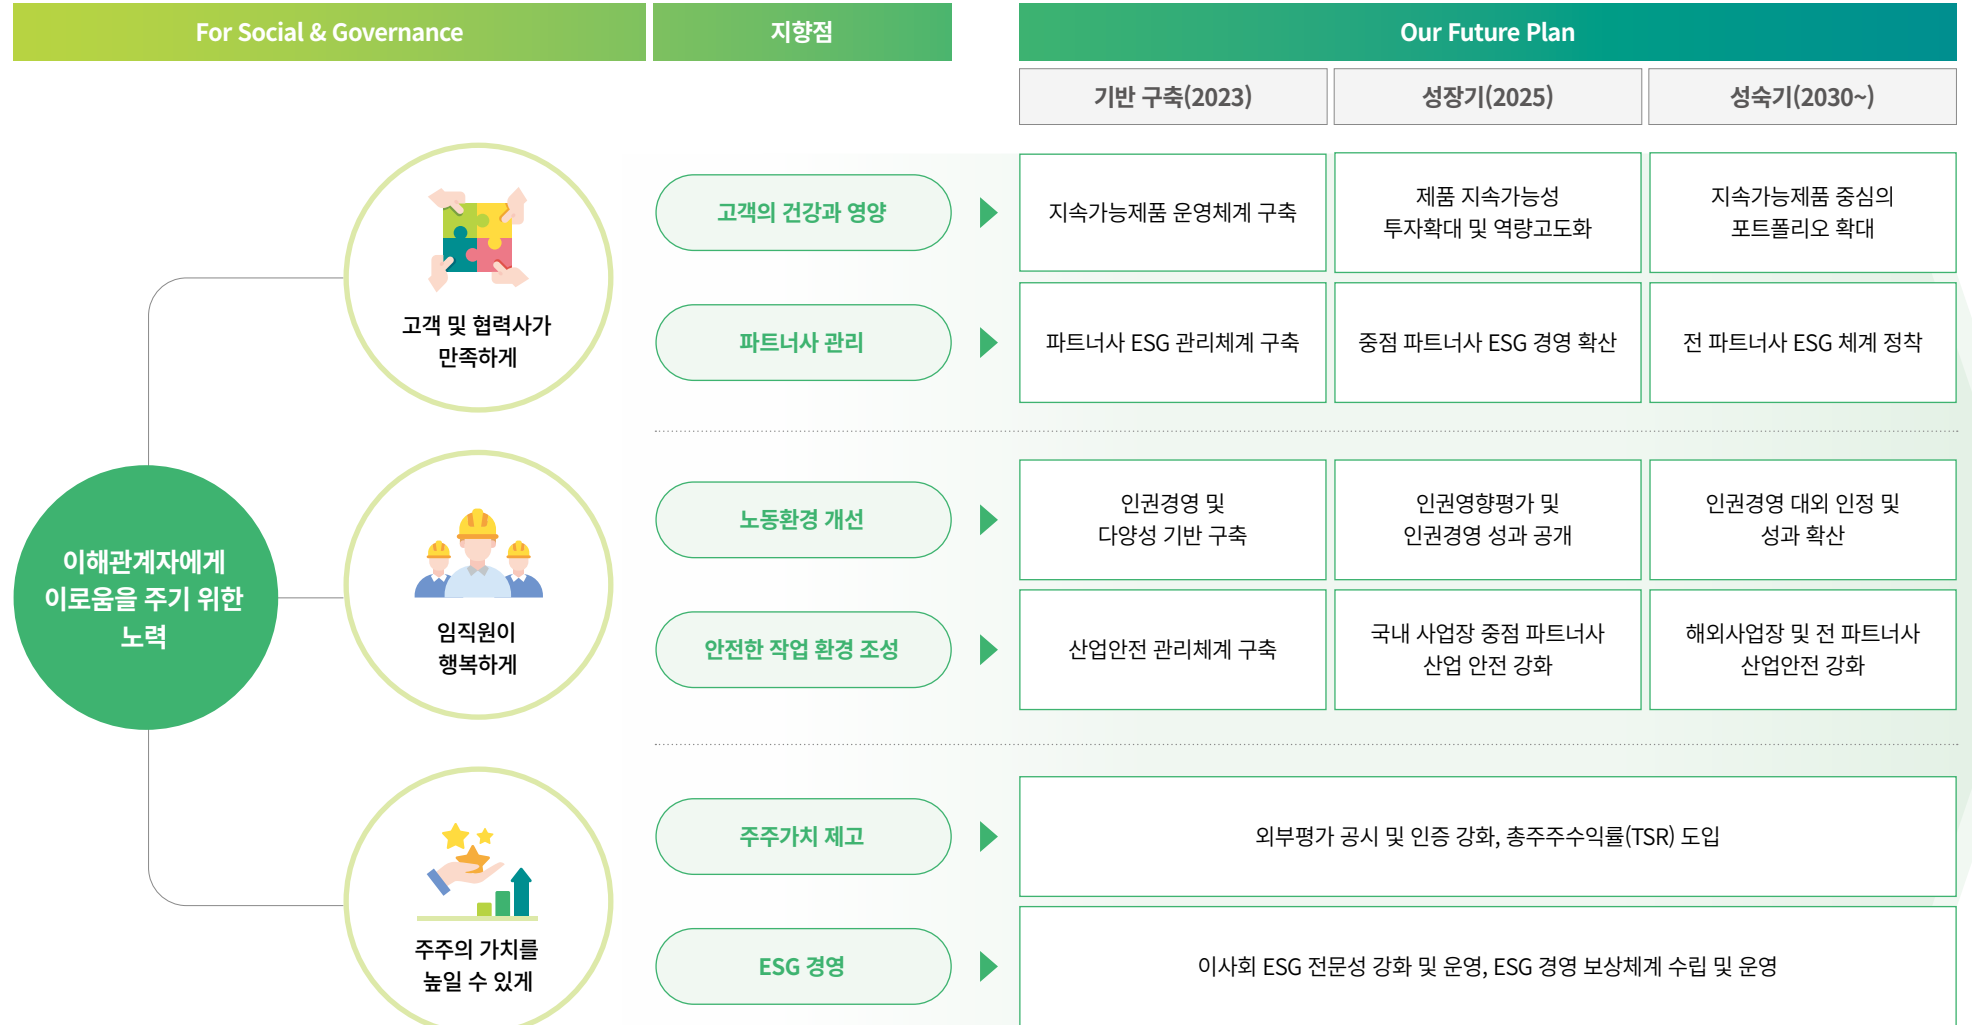 For Social & Governance
지향점
Our Future Plan
기반 구축(2023)
성장기(2025)
성숙기(2030~)
이해관계자에게
이로움을 주기 위한
노력
고객 및 협력사가
만족하게
고객의 건강과 영양
지속가능제품 운영체계 구축
제품 지속가능성
투자확대 및 역량고도화
지속가능제품 중심의
포트폴리오 확대
파트너사 관리
파트너사 ESG 관리체계 구축
중점 파트너사 ESG 경영 확산
전 파트너사 ESG 체계 정착
임직원이
행복하게
노동환경 개선
인권경영 및
다양성 기반 구축
인권영향평가 및
인권경영 성과 공개
인권경영 대외 인정 및
성과 확산
안전한 작업 환경 조성
산업안전 관리체계 구축
국내 사업장 중점 파트너사
산업 안전 강화
해외사업장 및 전 파트너사
산업안전 강화
주주의 가치를
높일 수 있게
주주가치 제고
외부평가 공시 및 인증 강화, 총주주수익률(TSR) 도입
ESG 경영
이사회 ESG 전문성 강화 및 운영, ESG 경영 보상체계 수립 및 운영